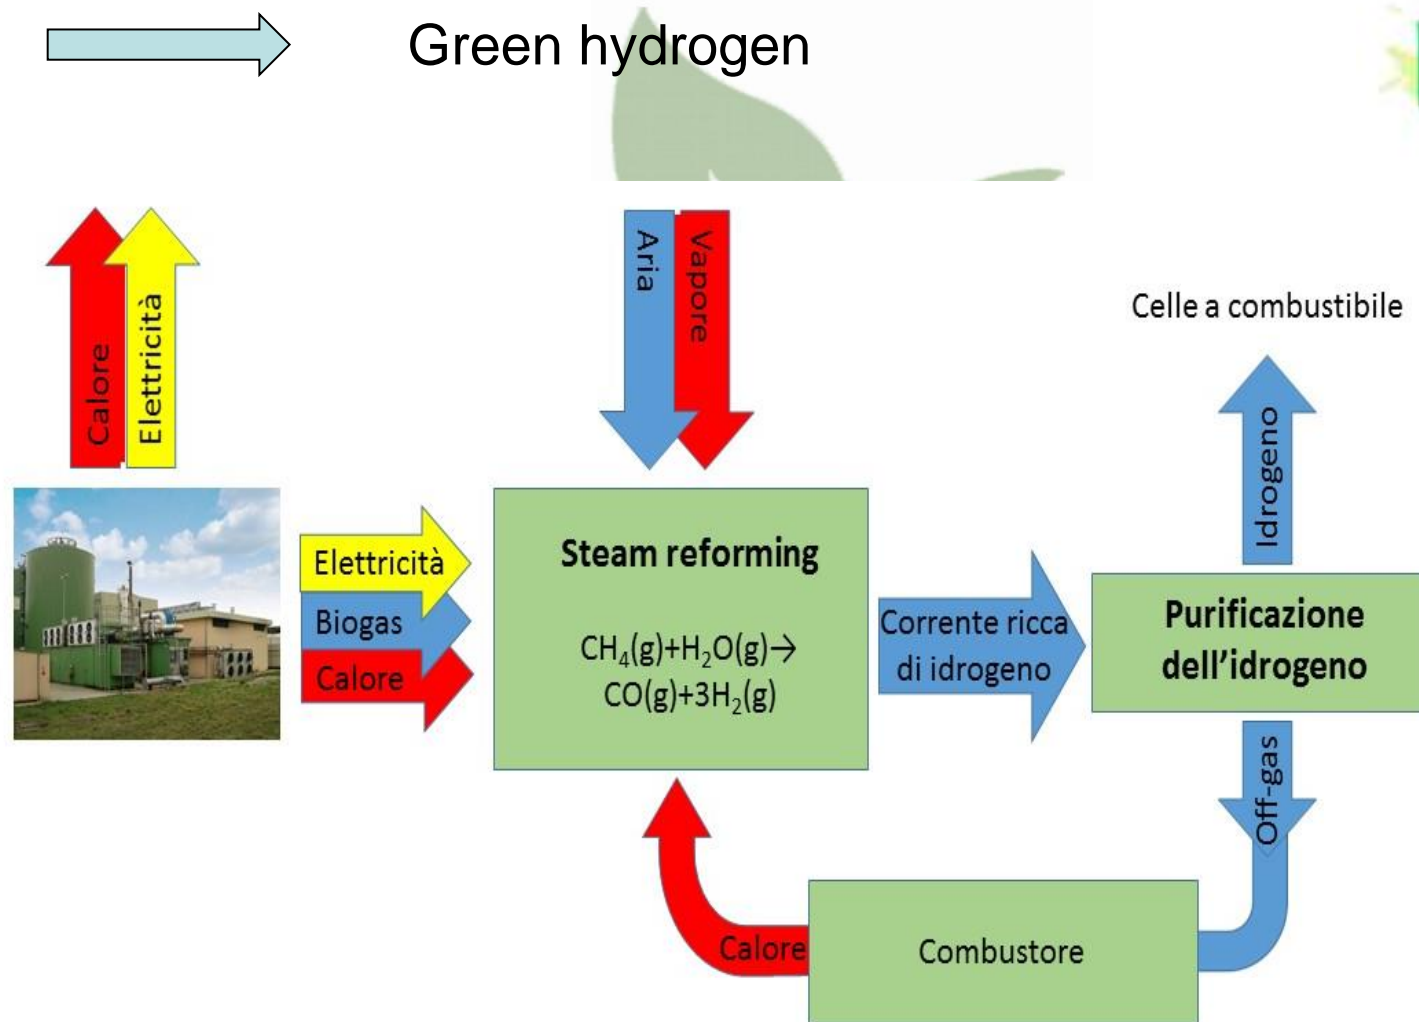 Green hydrogen
Calore
Elettricità
Aria
Vapore
Celle a combustibile
Idrogeno
Elettricità
Biogas
Calore
Steam reforming
CH₄(g)+H₂O(g)→
CO(g)+3H₂(g)
Corrente ricca
di idrogeno
Purificazione
dell’idrogeno
Off-gas
Calore
Combustore